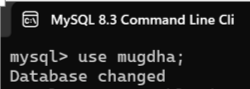 MySQL 8.3 Command Line Cli
mysql> use mugdha;
Database changed